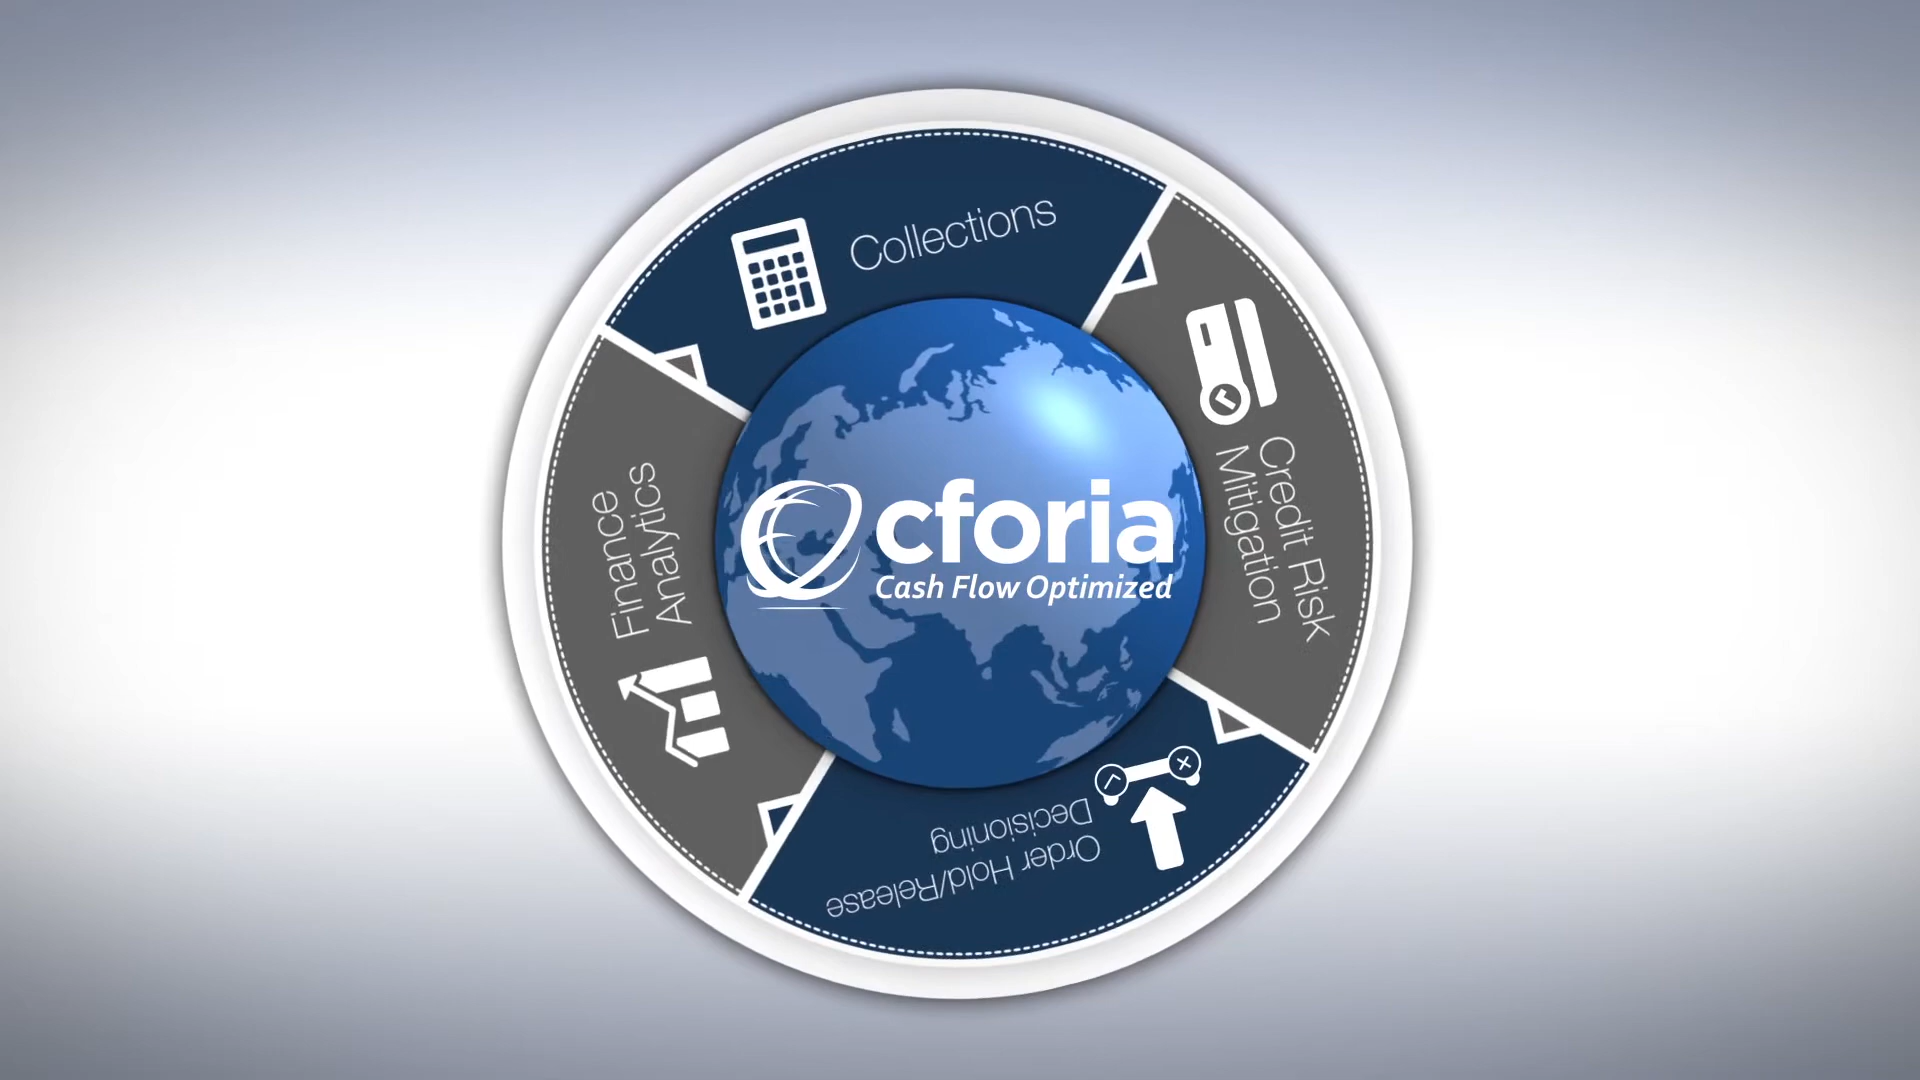 Collections
Credit Risk
Mitigation
cforia
Cash Flow Optimized
Finance
Analytics
Order Hold/Release
Decisioning